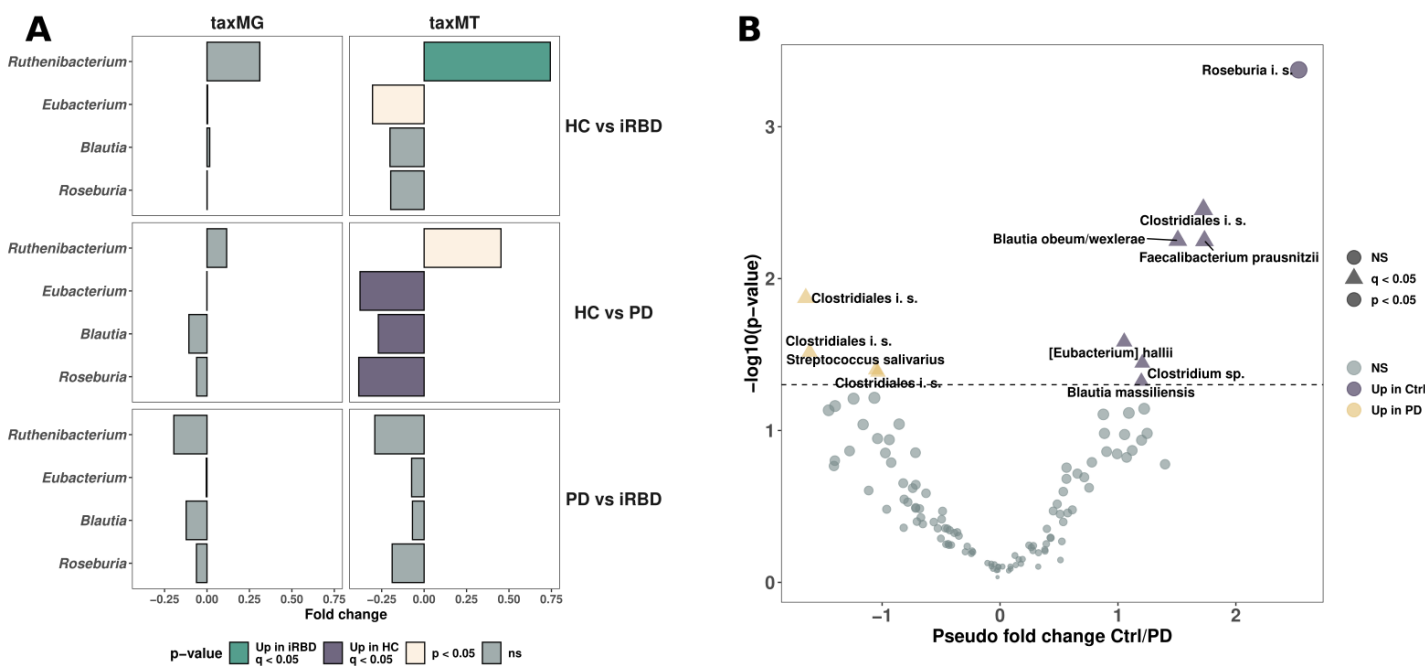 A
taxMG
taxMT
Ruthenibacterium
Eubacterium
Blautia
Roseburia
HC vs iRBD
Ruthenibacterium
Eubacterium
Blautia
Roseburia
HC vs PD
Ruthenibacterium
Eubacterium
Blautia
Roseburia
PD vs iRBD
−0.25 0.00 0.25 0.50 0.75
−0.25 0.00 0.25 0.50 0.75
Fold change
p-value
Up in iRBD
q < 0.05
Up in HC
q < 0.05
p < 0.05
ns
B
−log10(p-value)
3
2
1
0
Roseburia i. s.
Clostridiales i. s.
Blautia obeum/wexlerae
Faecalibacterium prausnitzii
Clostridiales i. s.
Clostridiales i. s.
Streptococcus salivarius
Clostridiales i. s.
[Eubacterium] hallii
Clostridium sp.
Blautia massiliensis
−1 0 1 2
Pseudo fold change Ctrl/PD
NS
q < 0.05
p < 0.05
NS
Up in Ctrl
Up in PD